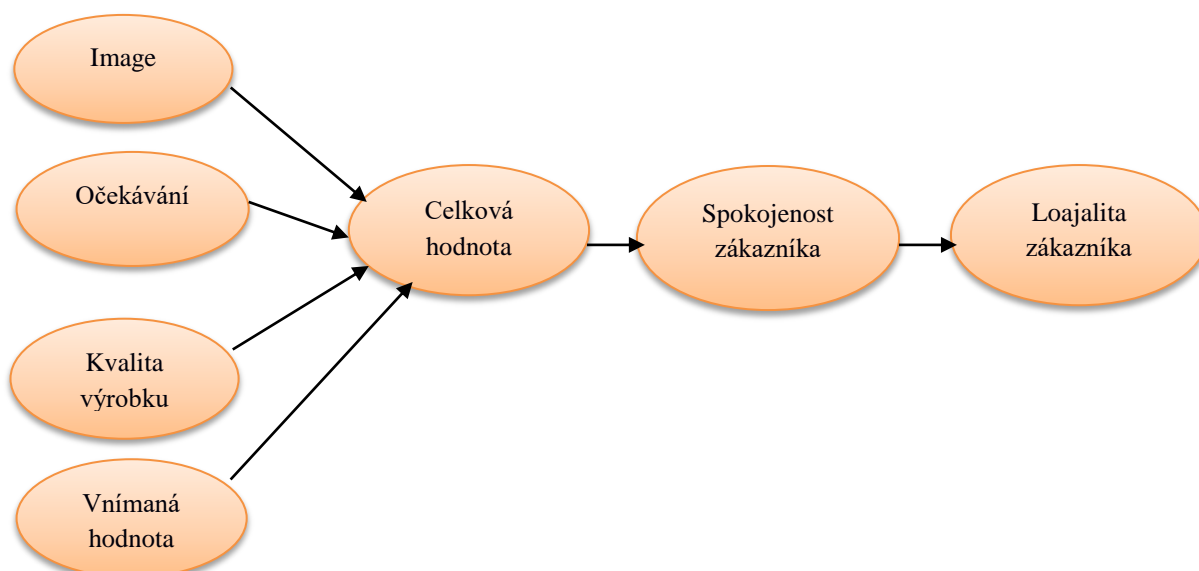 Image
Očekávání
Kvalita
výrobku
Vnímaná
hodnota
Celková
hodnota
Spokojenost
zákazníka
Loajalita
zákazníka